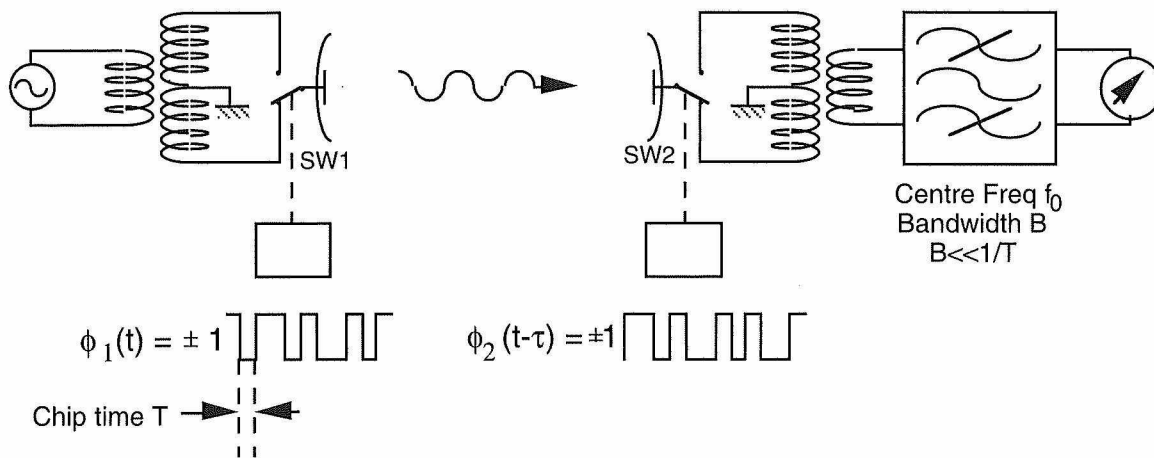 SW1
SW2
Centre Freq f₀
Bandwidth B
B<<1/T
ϕ₁(t) = ± 1
ϕ₂ (t-τ) = ±1
Chip time T